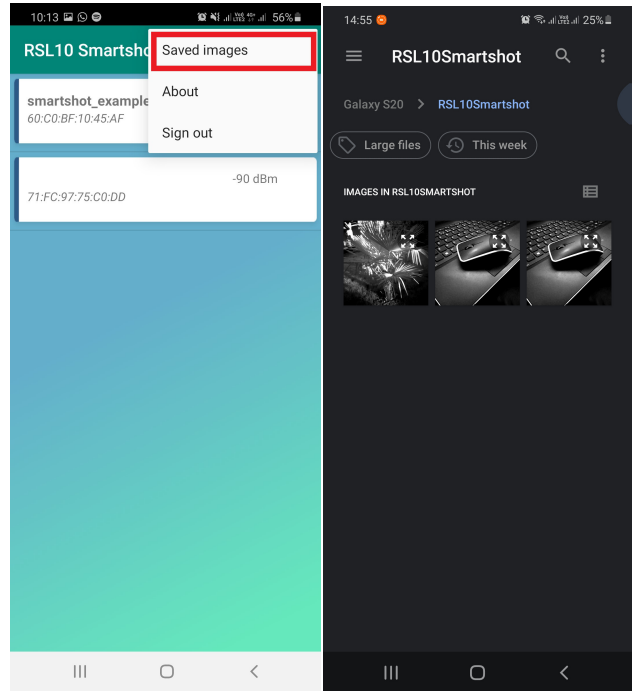 10:13 56%
RSL10 Smartsho
Saved images
About
Sign out
smartshot_example
60:C0:BF:10:45:AF
-90 dBm
71:FC:97:75:C0:DD
14:55 25%
RSL10Smartshot
Galaxy S20 > RSL10Smartshot
Large files
This week
IMAGES IN RSL10SMARTSHOT